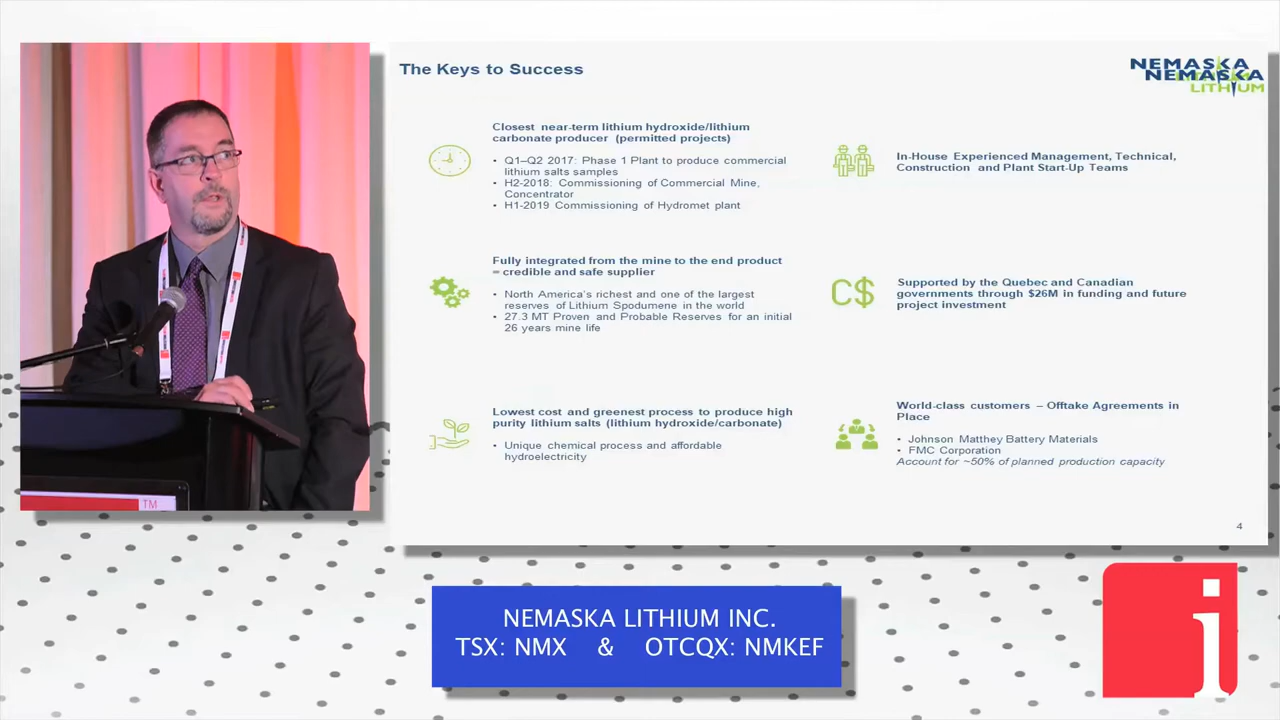 The Keys to Success
NEMASKA
NEMASKA
LITHIUM
Closest near-term lithium hydroxide/lithium
carbonate producer (permitted projects)
• Q1–Q2 2017: Phase 1 Plant to produce commercial
lithium salts samples
• H2-2018: Commissioning of Commercial Mine,
Concentrator
• H1-2019 Commissioning of Hydromet plant
Fully integrated from the mine to the end product
= credible and safe supplier
• North America's richest and one of the largest
reserves of Lithium Spodumene in the world
• 27.3 MT Proven and Probable Reserves for an initial
26 years mine life
Lowest cost and greenest process to produce high
purity lithium salts (lithium hydroxide/carbonate)
• Unique chemical process and affordable
hydroelectricity
In-House Experienced Management, Technical,
Construction and Plant Start-Up Teams
C$
Supported by the Quebec and Canadian
governments through $26M in funding and future
project investment
World-class customers – Offtake Agreements in
Place
• Johnson Matthey Battery Materials
• FMC Corporation
Account for ~50% of planned production capacity
4
TM
NEMASKA LITHIUM INC.
TSX: NMX & OTCQX: NMKEF
i